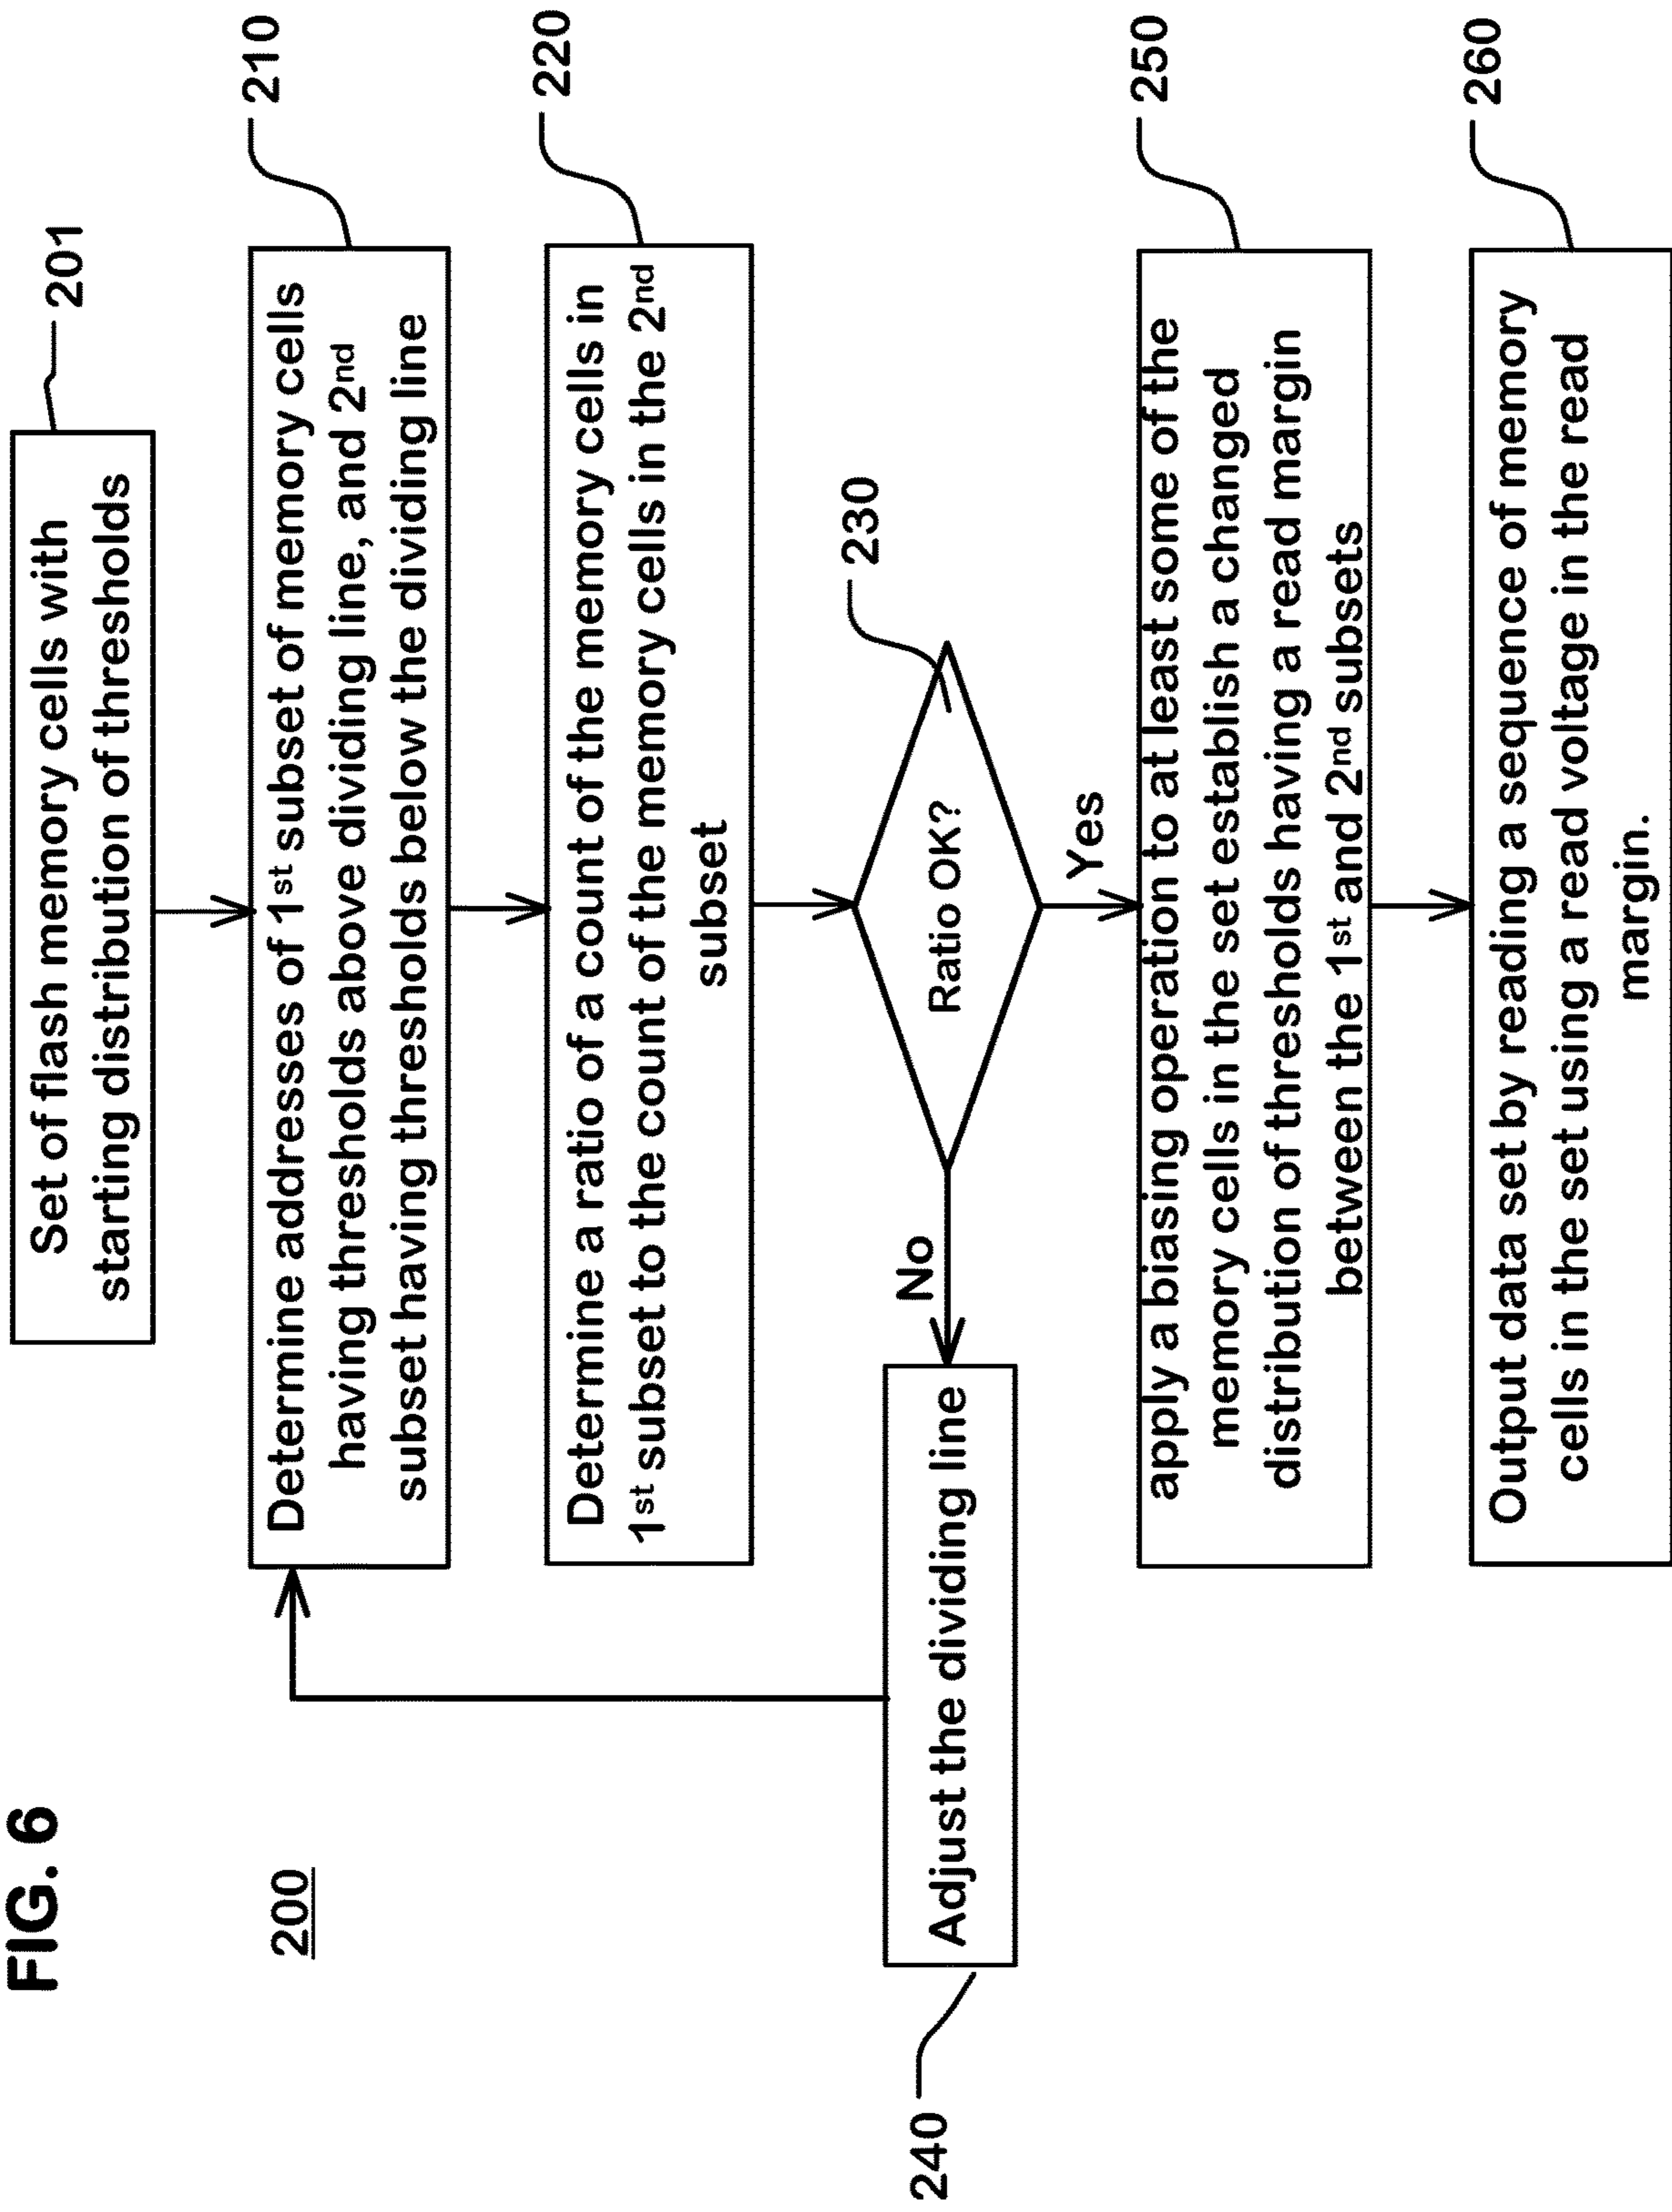 FIG. 6
200
Set of flash memory cells with
starting distribution of thresholds
201
Determine addresses of 1st subset of memory cells
having thresholds above dividing line, and 2nd
subset having thresholds below the dividing line
210
Determine a ratio of a count of the memory cells in
1st subset to the count of the memory cells in the 2nd
subset
220
Ratio OK?
230
No
Yes
Adjust the dividing line
240
apply a biasing operation to at least some of the
memory cells in the set establish a changed
distribution of thresholds having a read margin
between the 1st and 2nd subsets
250
Output data set by reading a sequence of memory
cells in the set using a read voltage in the read
margin.
260